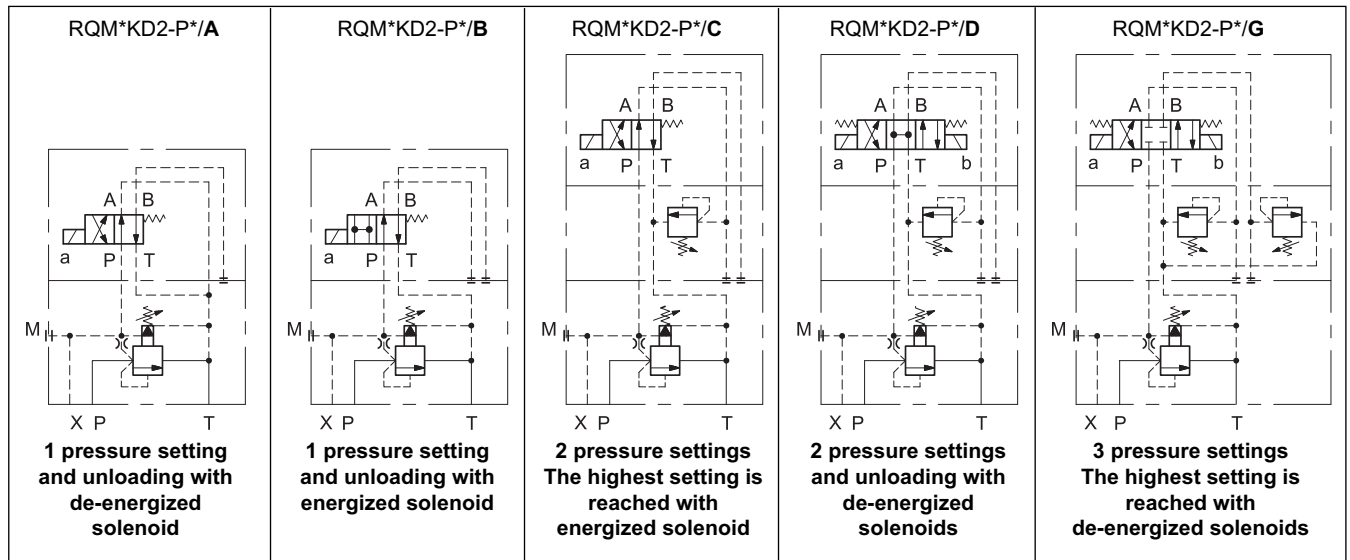 RQM*KD2-P*/A
A B
a P T
M
X P T
1 pressure setting
and unloading with
de-energized
solenoid
RQM*KD2-P*/B
A B
a P T
M
X P T
1 pressure setting
and unloading with
energized solenoid
RQM*KD2-P*/C
A B
a P T
M
X P T
2 pressure settings
The highest setting is
reached with
energized solenoid
RQM*KD2-P*/D
A B
a P T b
M
X P T
2 pressure settings
and unloading with
de-energized
solenoids
RQM*KD2-P*/G
A B
a P T b
M
X P T
3 pressure settings
The highest setting is
reached with
de-energized solenoids